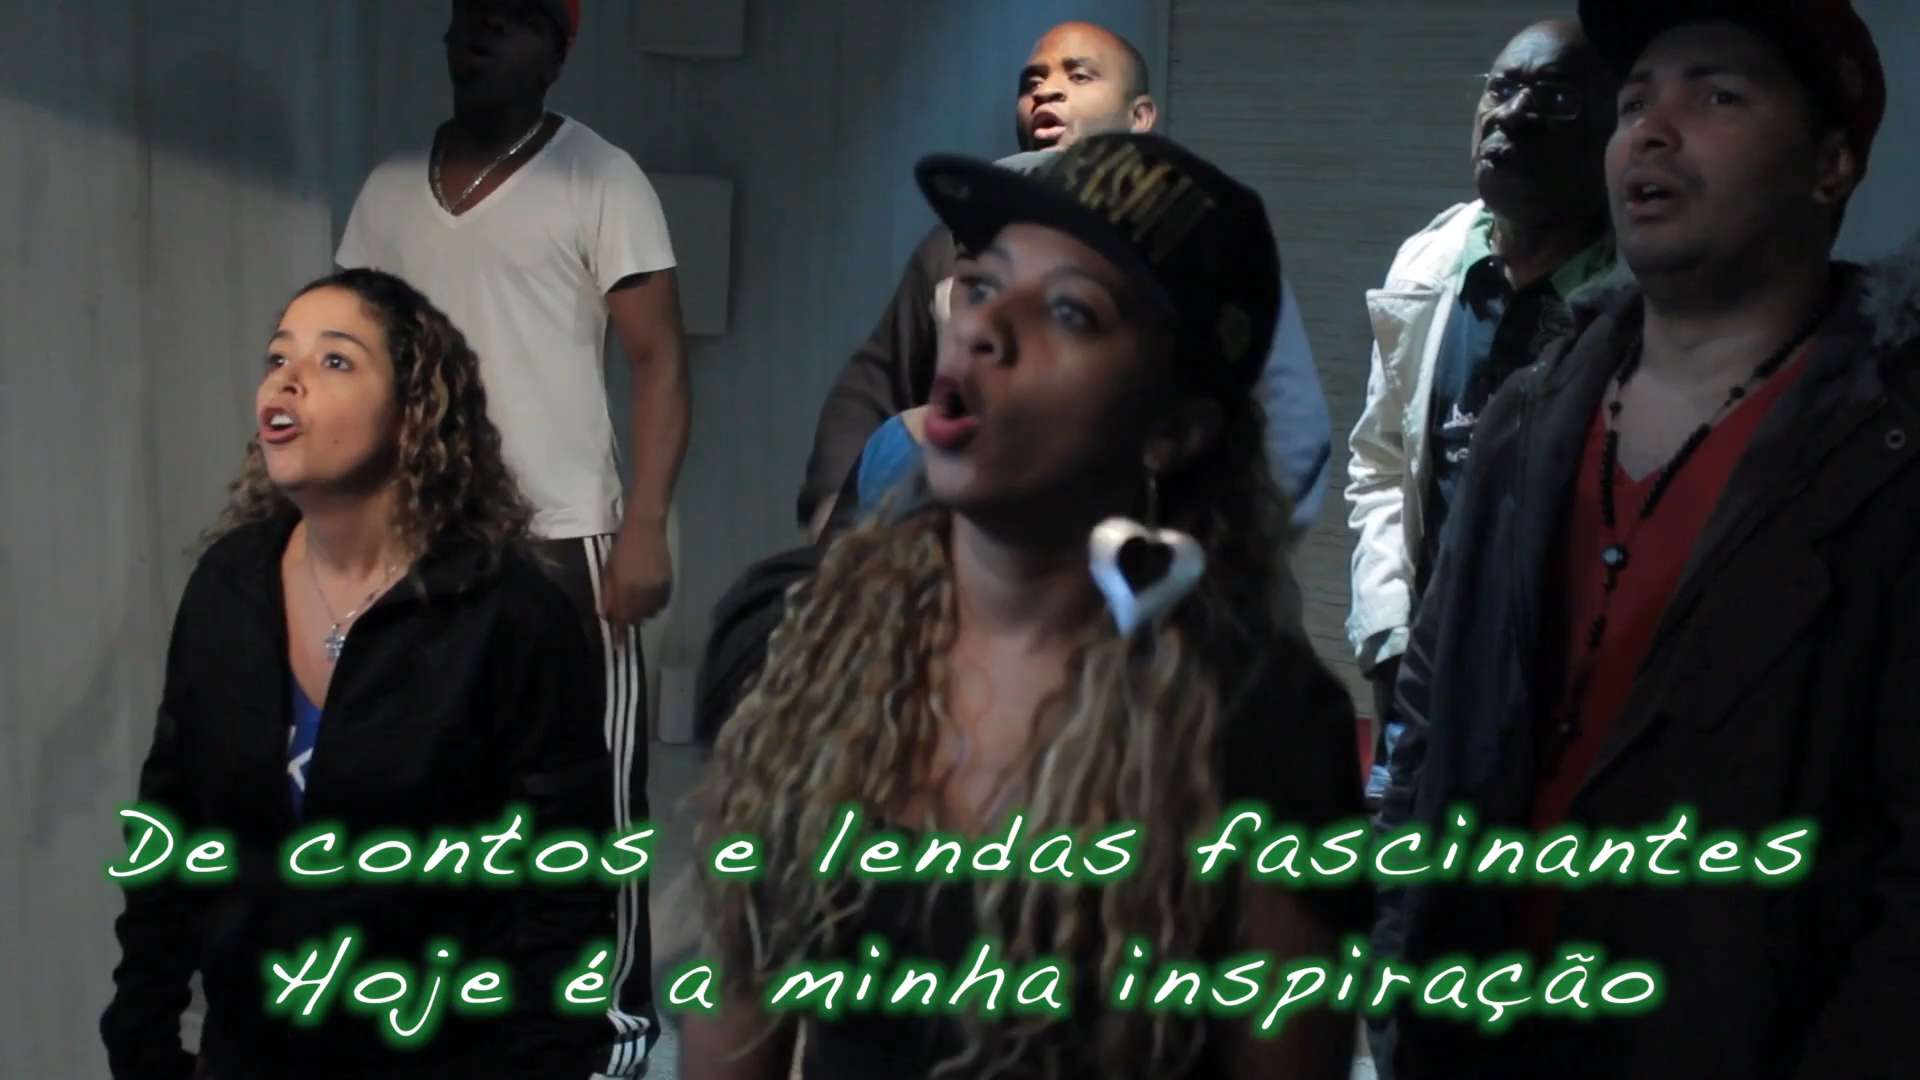 De contos e lendas fascinantes
Hoje é a minha inspiração